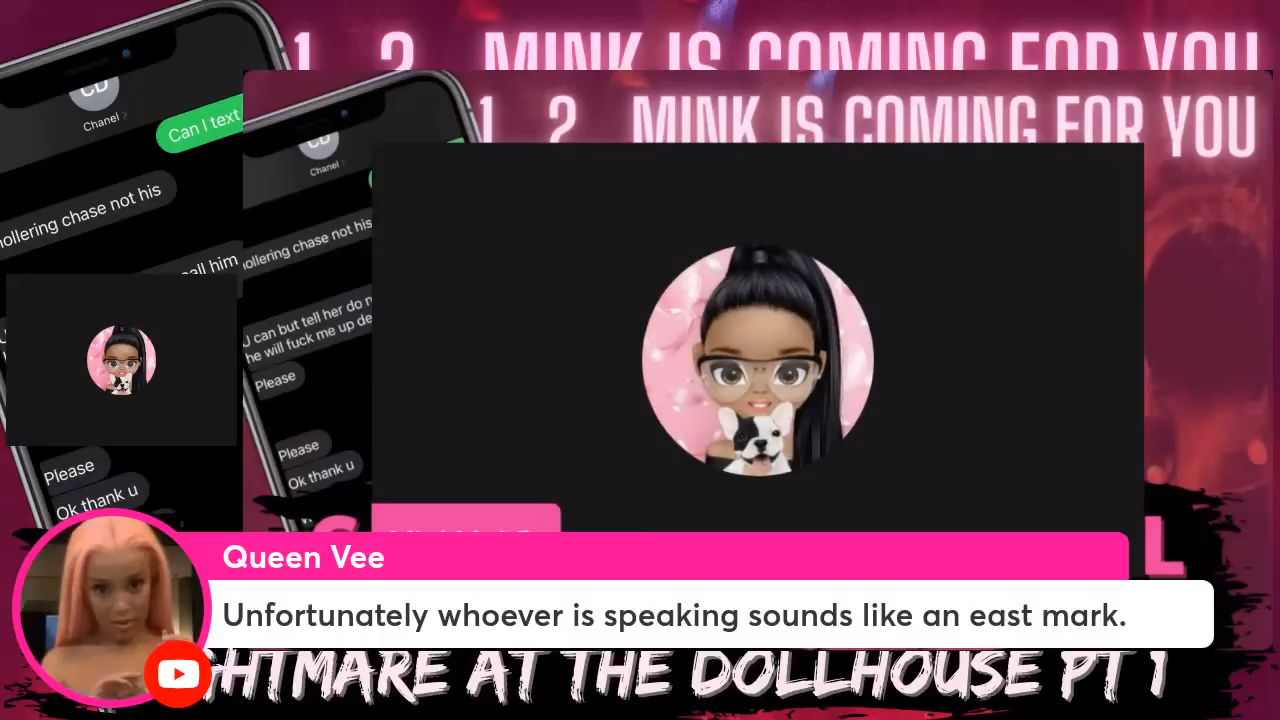 1 2 MINK IS COMING FOR YOU
1 2 MINK IS COMING FOR YOU
CD
Chanel
Can I text
hollering chase not his
call him
Please
Ok thank u
CD
Chanel
hollering chase not his
U can but tell her do
he will fuck me up
Please
Please
Ok thank u
Queen Vee
Unfortunately whoever is speaking sounds like an east mark.
AT THE DOLLHOUSE PT 1